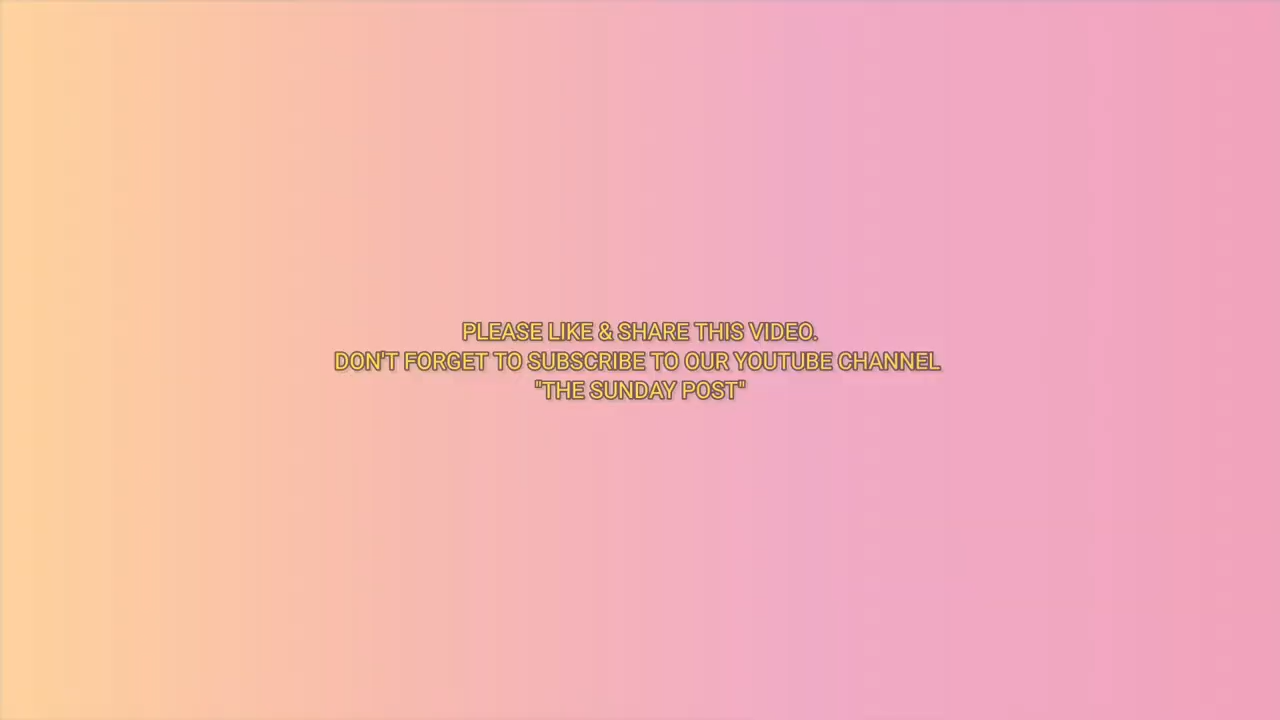 PLEASE LIKE & SHARE THIS VIDEO.
DON'T FORGET TO SUBSCRIBE TO OUR YOUTUBE CHANNEL
"THE SUNDAY POST"